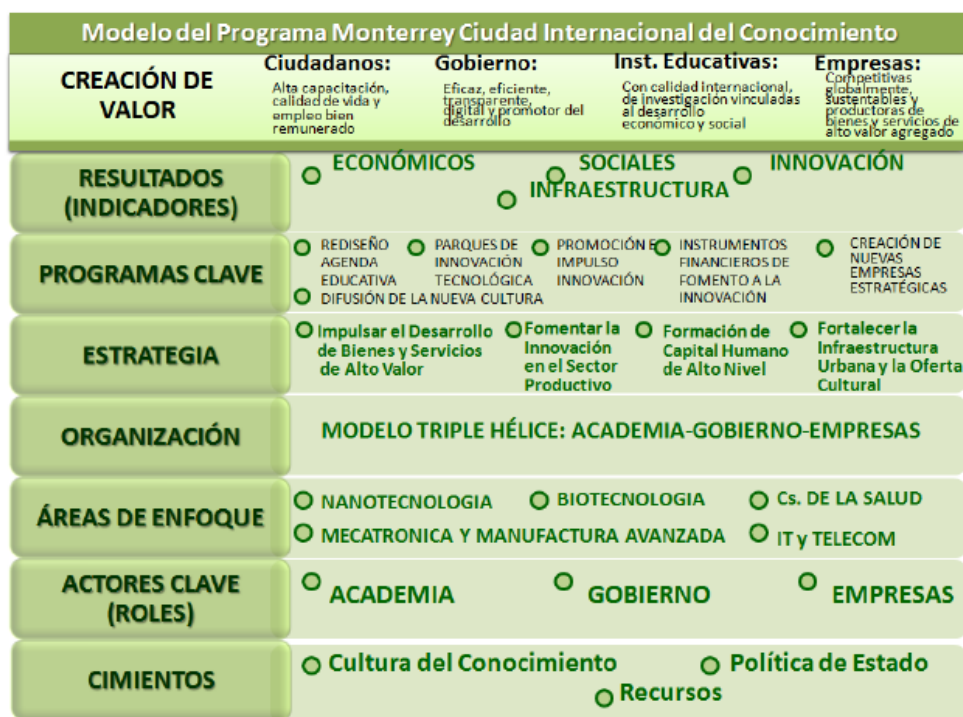 Modelo del Programa Monterrey Ciudad Internacional del Conocimiento
CREACIÓN DE
VALOR
Ciudadanos:
Alta capacitación,
calidad de vida y
empleo bien
remunerado
Gobierno:
Eficaz, eficiente,
transparente,
digital y promotor del
desarrollo
Inst. Educativas:
Con calidad internacional,
de investigación vinculadas
al desarrollo
económico y social
Empresas:
Competitivas
globalmente,
sustentables y
productoras de
bienes y servicios de
alto valor agregado
RESULTADOS
(INDICADORES)
ECONÓMICOS
SOCIALES
INNOVACIÓN
INFRAESTRUCTURA
PROGRAMAS CLAVE
REDISEÑO
AGENDA
EDUCATIVA
PARQUES DE
INNOVACIÓN
TECNOLÓGICA
PROMOCIÓN E
IMPULSO
INNOVACIÓN
INSTRUMENTOS
FINANCIEROS DE
FOMENTO A LA
INNOVACIÓN
CREACIÓN DE
NUEVAS
EMPRESAS
ESTRATÉGICAS
DIFUSIÓN DE LA NUEVA CULTURA
ESTRATEGIA
Impulsar el Desarrollo
de Bienes y Servicios
de Alto Valor
Fomentar la
Innovación
en el Sector
Productivo
Formación de
Capital Humano
de Alto Nivel
Fortalecer la
Infraestructura
Urbana y la Oferta
Cultural
ORGANIZACIÓN
MODELO TRIPLE HÉLICE: ACADEMIA-GOBIERNO-EMPRESAS
ÁREAS DE ENFOQUE
NANOTECNOLOGIA
BIOTECNOLOGIA
Cs. DE LA SALUD
MECATRONICA Y MANUFACTURA AVANZADA
IT y TELECOM
ACTORES CLAVE
(ROLES)
ACADEMIA
GOBIERNO
EMPRESAS
CIMIENTOS
Cultura del Conocimiento
Política de Estado
Recursos